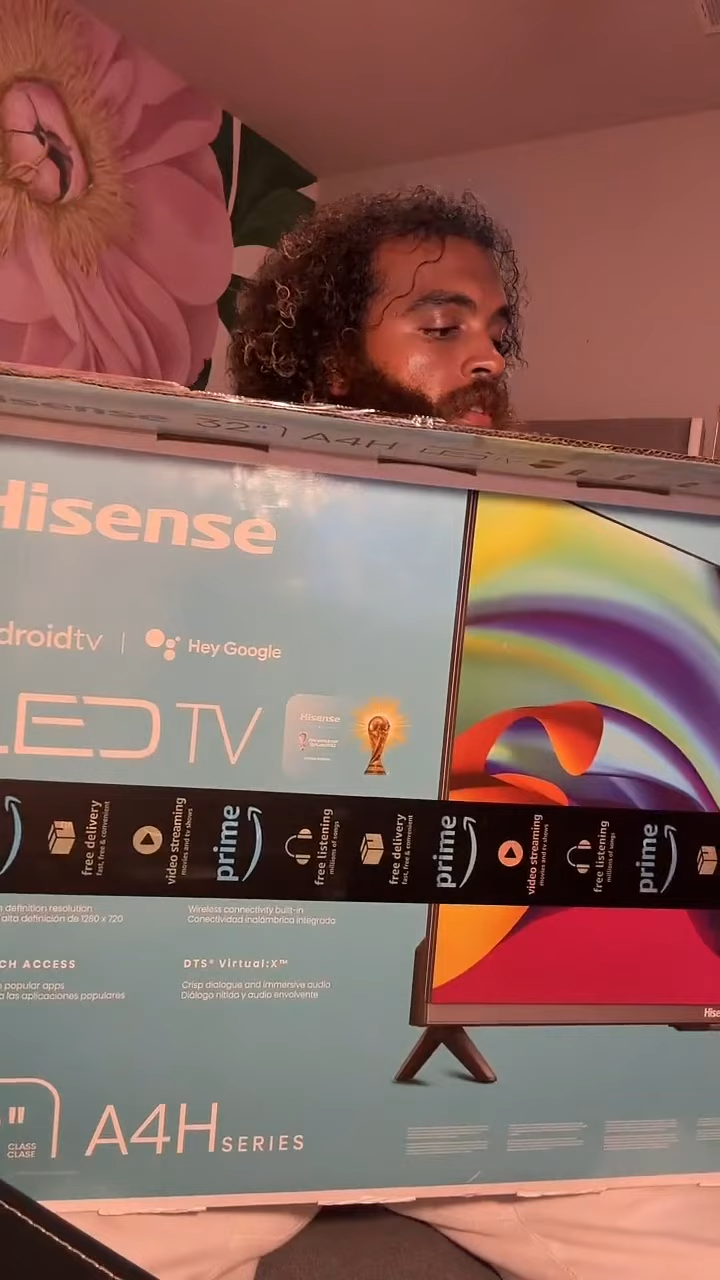 Hisense 32" A4H
Hisense
droidtv | Hey Google
LED TV
Hisense
free delivery
fast, free & convenient
video streaming
movies and tv shows
prime
free listening
millions of songs
free delivery
fast, free & convenient
prime
video streaming
movies and tv shows
free listening
millions of songs
prime
definition resolution
alta definición de 1280 x 720
Wireless connectivity built-in
Conectividad inalámbrica integrada
CH ACCESS
popular apps
a las aplicaciones populares
DTS® Virtual:X™
Crisp dialogue and immersive audio
Diálogo nítido y audio envolvente
Hise
"
CLASS
CLASE
A4H SERIES